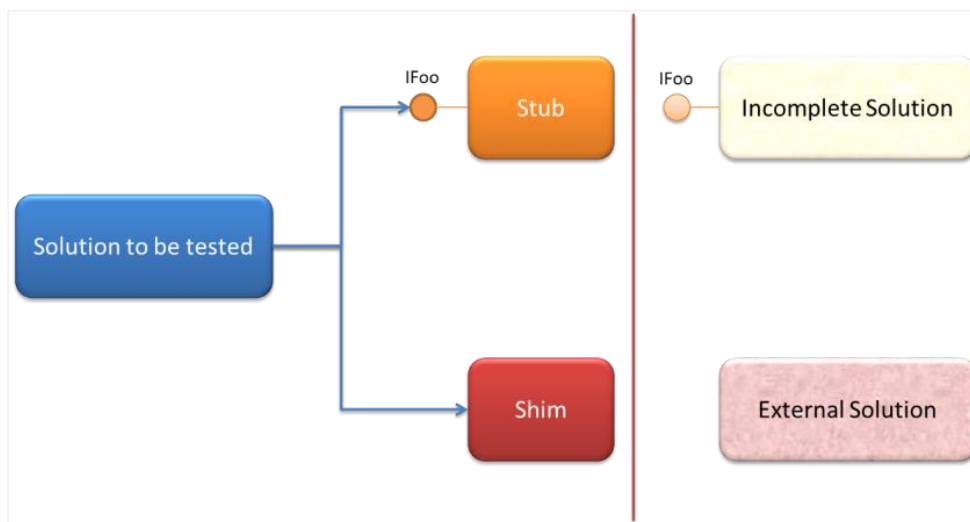 IFoo
Stub
IFoo
Incomplete Solution
Solution to be tested
Shim
External Solution